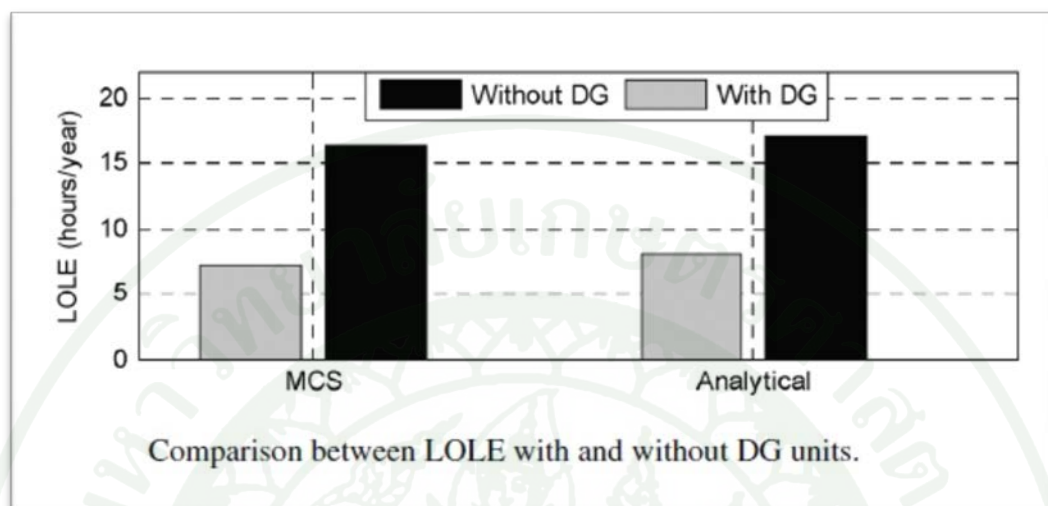 Without DG With DG
LOLE (hours/year)
20
15
10
5
0
MCS Analytical
Comparison between LOLE with and without DG units.